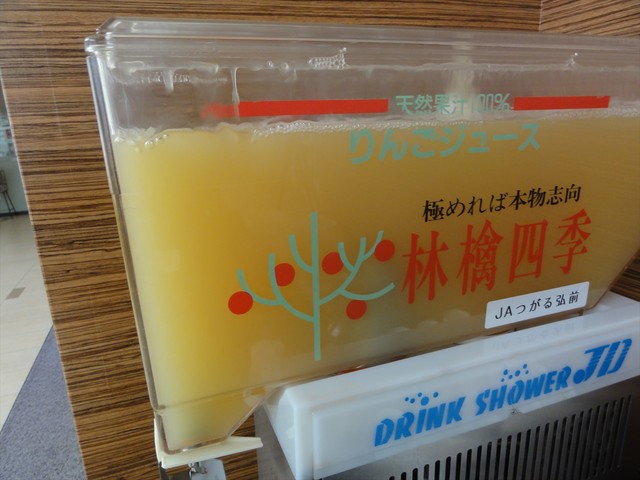 天然果汁100%
りんごジュース
極めれば本物志向
林檎四季
JAつがる弘前
DRINK SHOWER JD